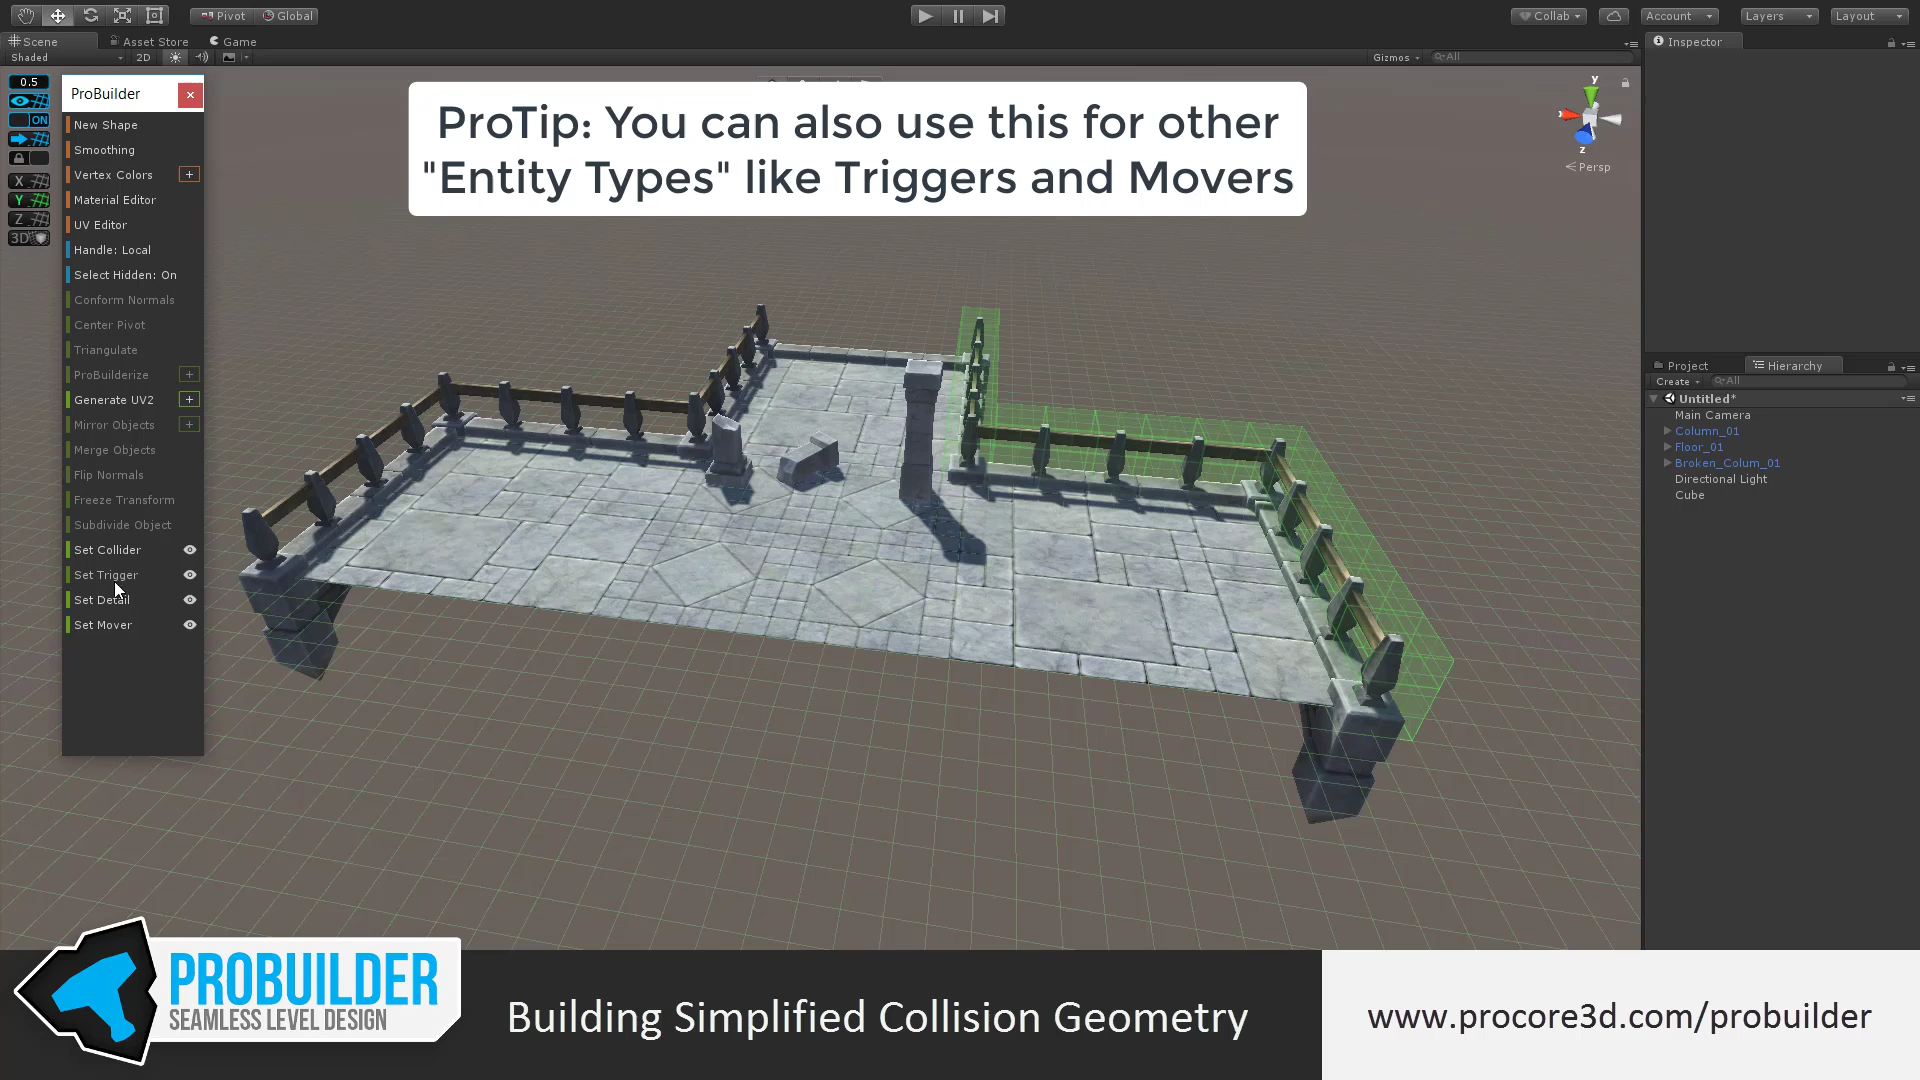 Pivot
Global
Collab
Account
Layers
Layout
Scene
Asset Store
Game
Inspector
Shaded
2D
Gizmos
All
0.5
ON
X
Y
Z
3D
ProBuilder
New Shape
Smoothing
Vertex Colors
Material Editor
UV Editor
Handle: Local
Select Hidden: On
Conform Normals
Center Pivot
Triangulate
ProBuilderize
Generate UV2
Mirror Objects
Merge Objects
Flip Normals
Freeze Transform
Subdivide Object
Set Collider
Set Trigger
Set Detail
Set Mover
ProTip: You can also use this for other
"Entity Types" like Triggers and Movers
y
x
z
Persp
Project
Hierarchy
Create
All
Untitled*
Main Camera
Column_01
Floor_01
Broken_Colum_01
Directional Light
Cube
PROBUILDER
SEAMLESS LEVEL DESIGN
Building Simplified Collision Geometry
www.procore3d.com/probuilder